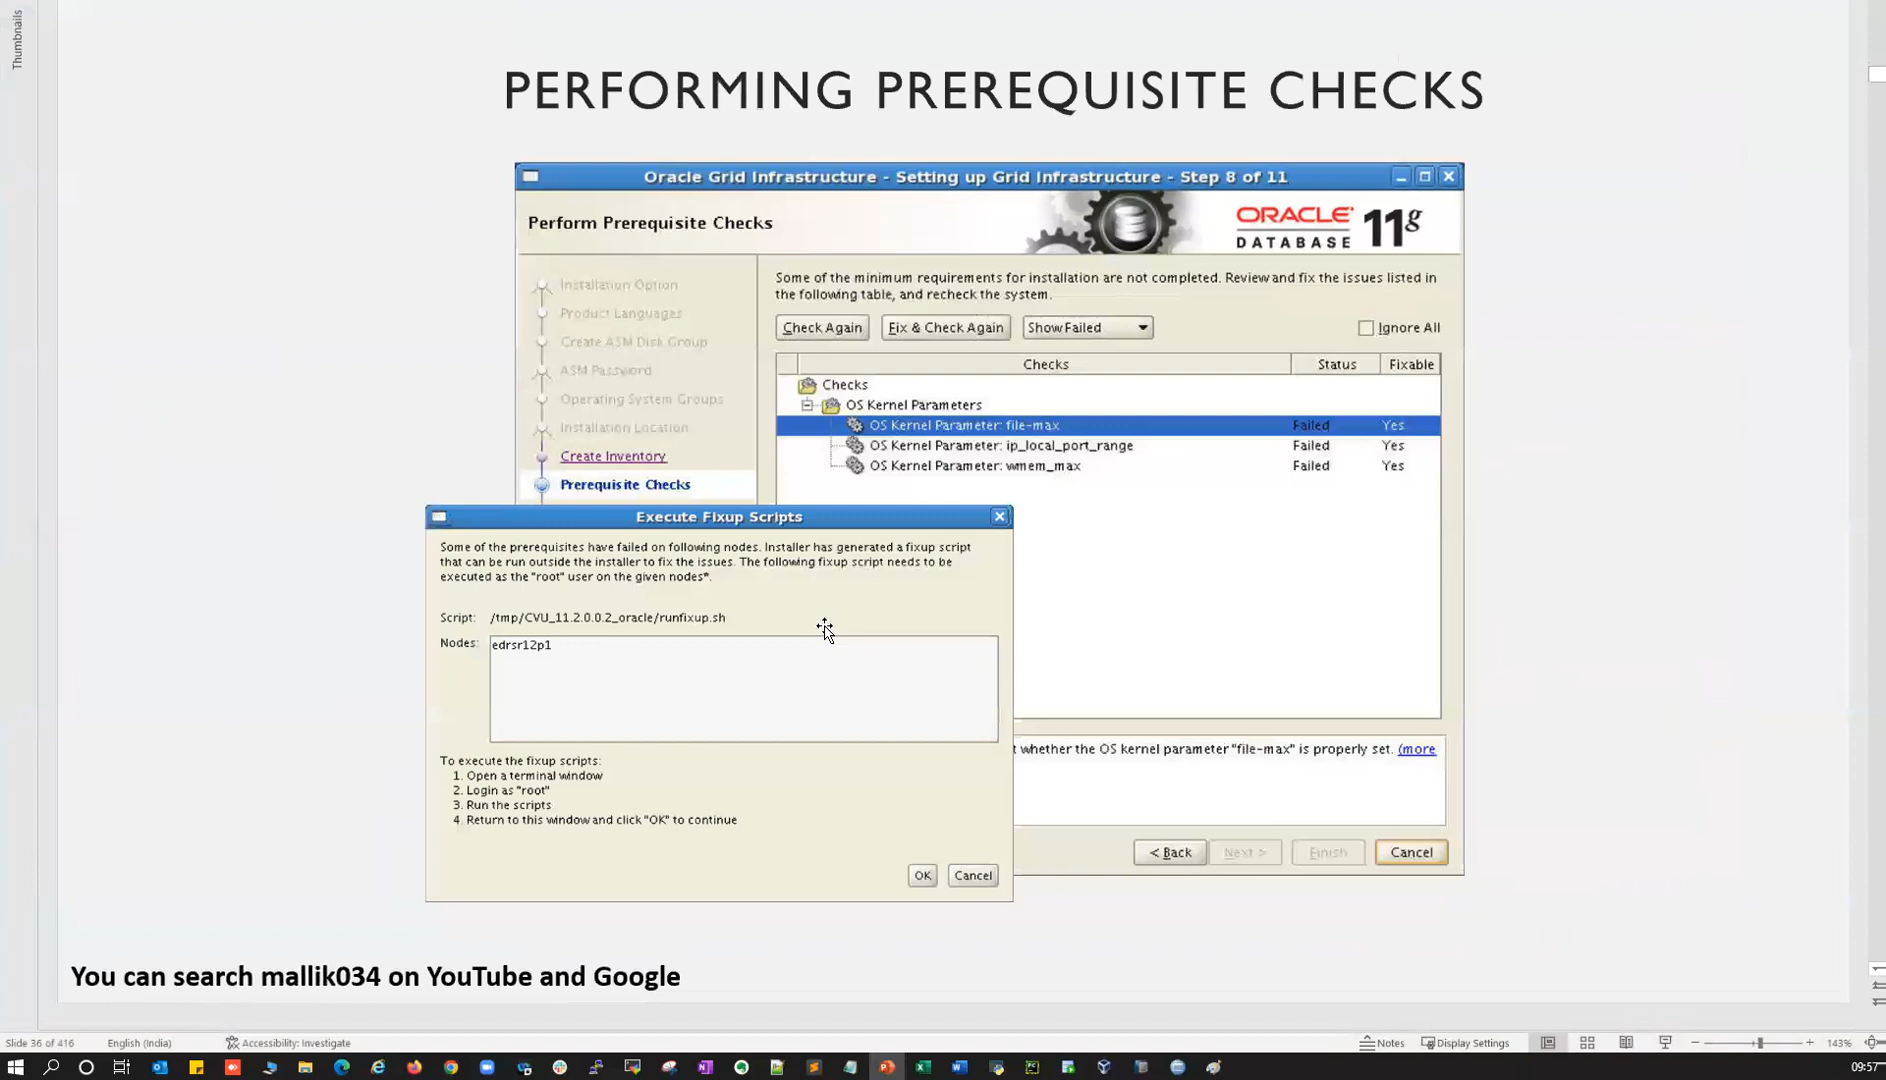 Thumbnails
PERFORMING PREREQUISITE CHECKS
Oracle Grid Infrastructure - Setting up Grid Infrastructure - Step 8 of 11
Perform Prerequisite Checks
ORACLE
DATABASE
11g
Installation Option
Product Languages
Create ASM Disk Group
ASM Password
Operating System Groups
Installation Location
Create Inventory
Prerequisite Checks
Some of the minimum requirements for installation are not completed. Review and fix the issues listed in
the following table, and recheck the system.
Check Again Fix & Check Again Show Failed Ignore All
Checks Status Fixable
Checks
OS Kernel Parameters
OS Kernel Parameter: file-max Failed Yes
OS Kernel Parameter: ip_local_port_range Failed Yes
OS Kernel Parameter: wmem_max Failed Yes
Execute Fixup Scripts
Some of the prerequisites have failed on following nodes. Installer has generated a fixup script
that can be run outside the installer to fix the issues. The following fixup script needs to be
executed as the "root" user on the given nodes*.
Script: /tmp/CVU_11.2.0.0.2_oracle/runfixup.sh
Nodes: edrsr12p1
To execute the fixup scripts:
1. Open a terminal window
2. Login as "root"
3. Run the scripts
4. Return to this window and click "OK" to continue
OK Cancel
t whether the OS kernel parameter "file-max" is properly set. (more
< Back Next > Finish Cancel
You can search mallik034 on YouTube and Google
Slide 36 of 416 English (India) Accessibility: Investigate Notes Display Settings 143%
09:57